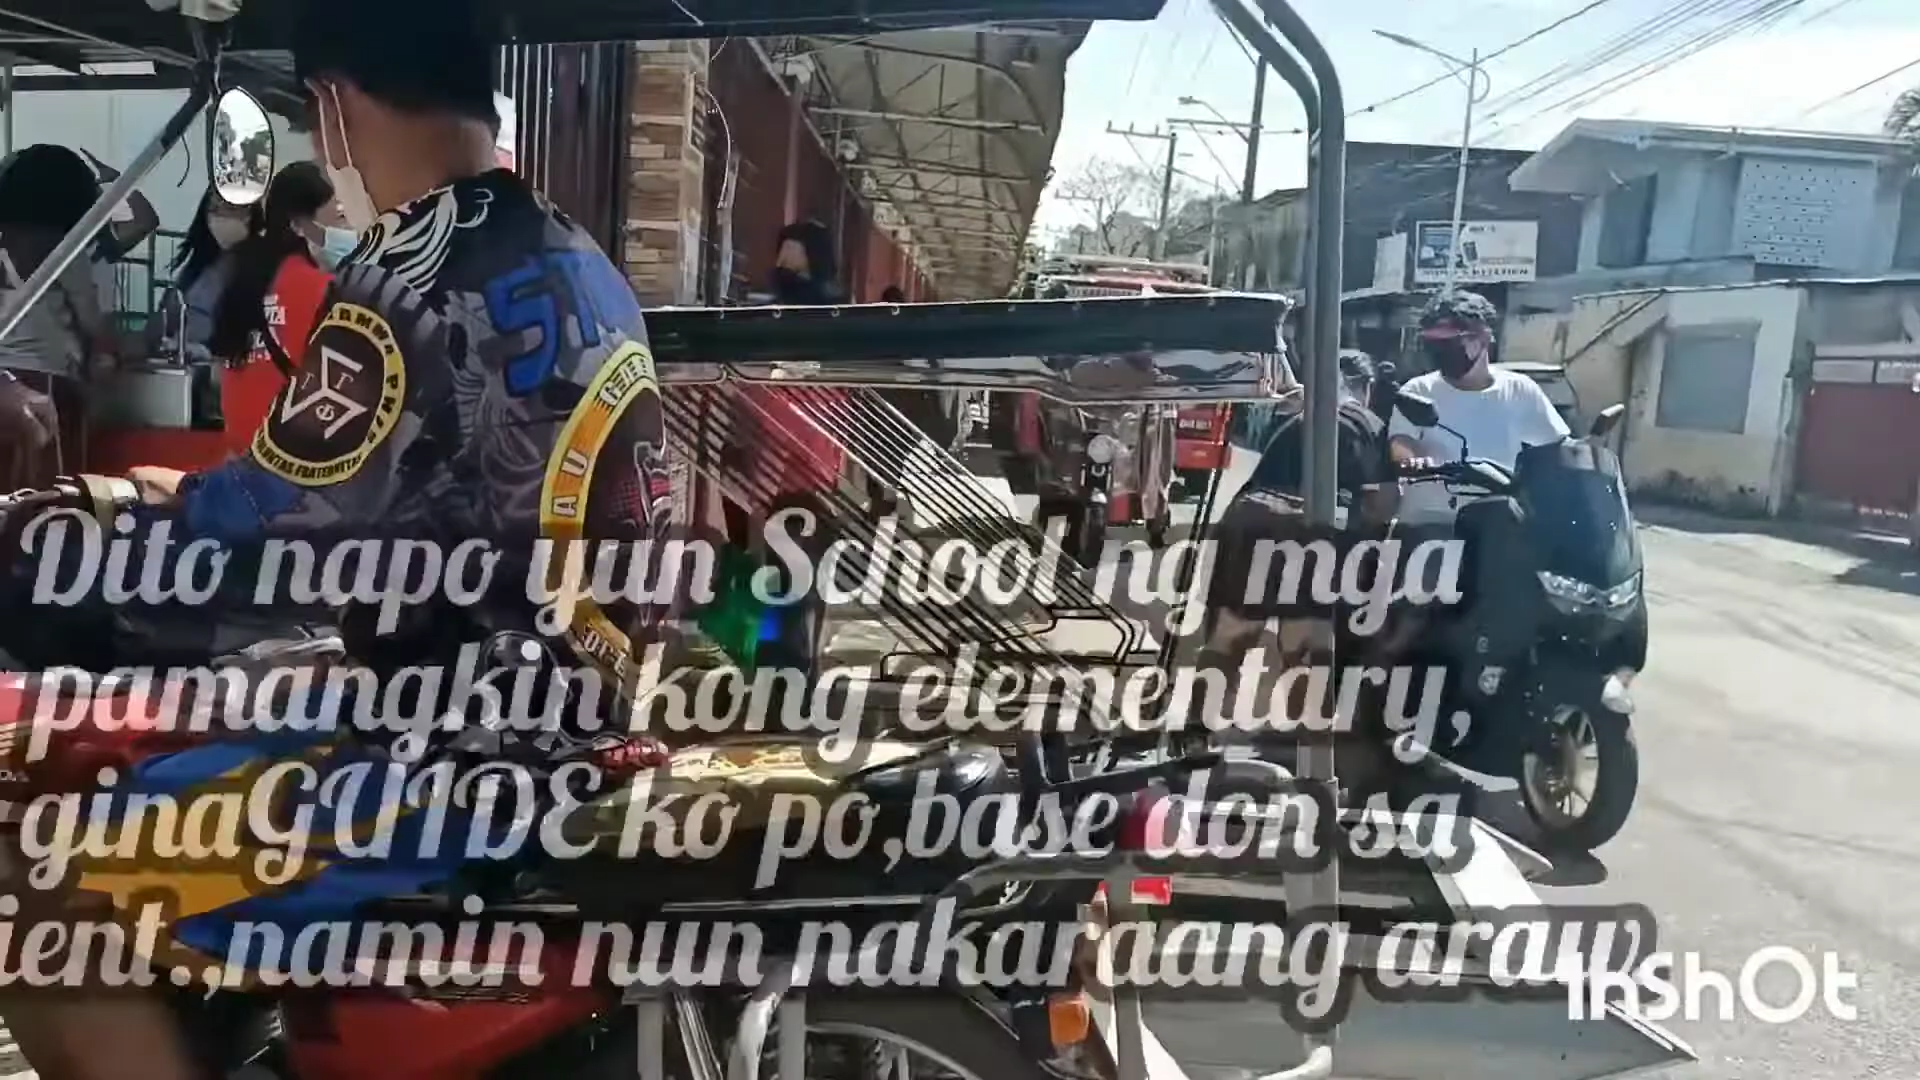 Dito napo yun School ng mga
pamangkin kong elementary,
ginaGUIDE ko po,base don sa
ient.,namin nun nakaraang araw
InShOt
AU